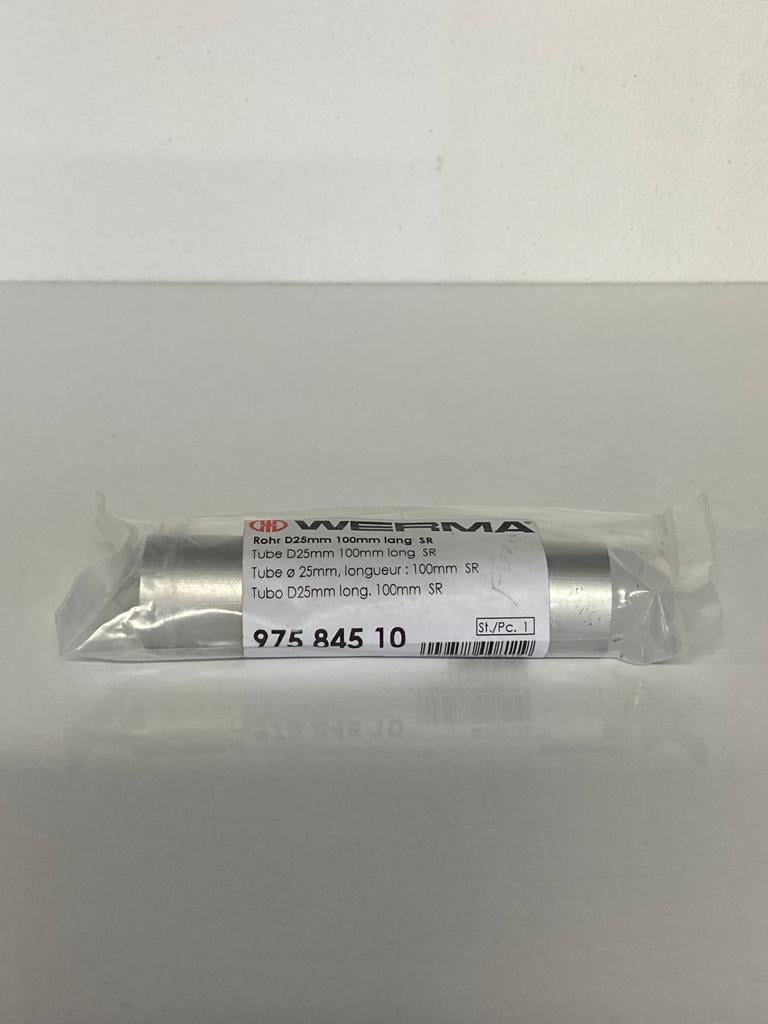 WERMA
Rohr D25mm 100mm lang SR
Tube D25mm 100mm long SR
Tube ø 25mm, longueur : 100mm SR
Tubo D25mm long. 100mm SR
St./Pc. 1
975 845 10